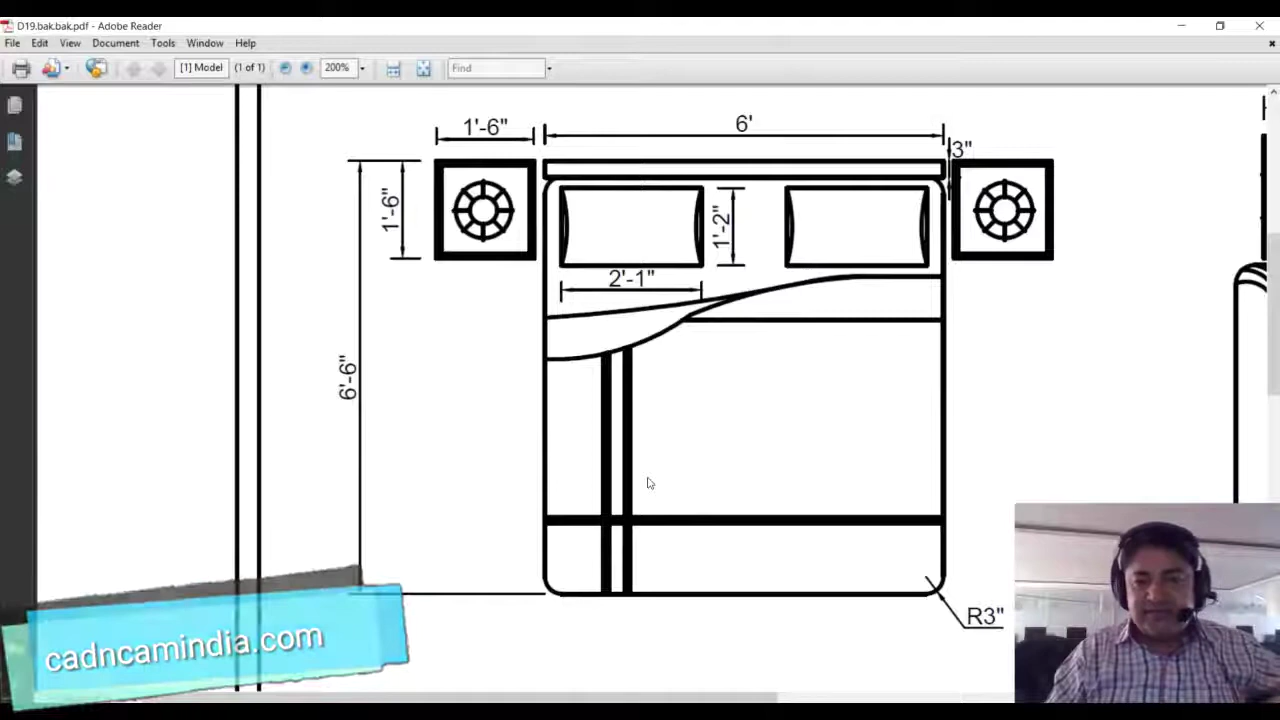 D19.bak.bak.pdf - Adobe Reader
File Edit View Document Tools Window Help
[1] Model (1 of 1) 200% Find
1'-6" 6' 3"
1'-6" 1'-2"
2'-1"
6'-6"
R3"
cadncamindia.com